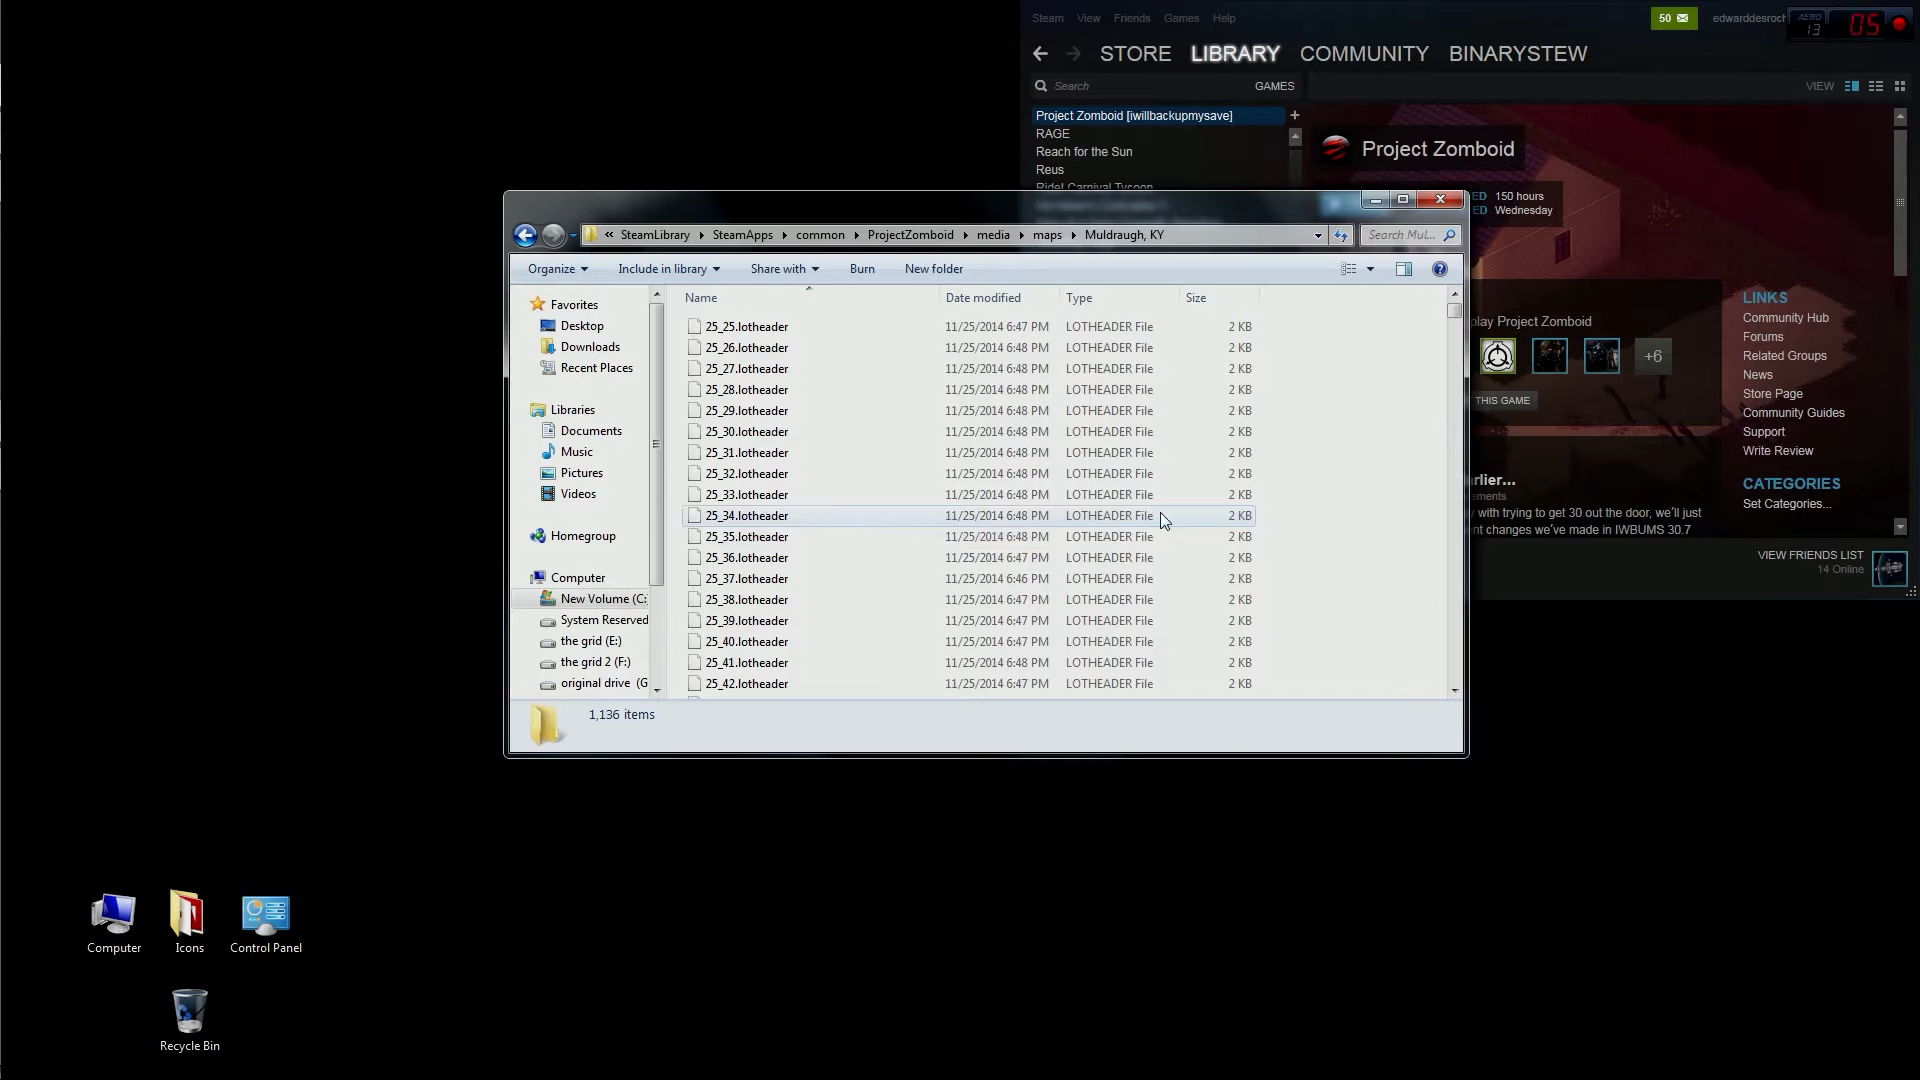 Steam View Friends Games Help
50
edwarddesroch
AERO
13
05
STORE LIBRARY COMMUNITY BINARYSTEW
Search
GAMES
VIEW
Project Zomboid [iwillbackupmysave]
RAGE
Reach for the Sun
Reus
Ride! Carnival Tycoon
Project Zomboid
ED 150 hours
ED Wednesday
play Project Zomboid
+6
THIS GAME
LINKS
Community Hub
Forums
Related Groups
News
Store Page
Community Guides
Support
Write Review
CATEGORIES
Set Categories...
rlier...
ements
y with trying to get 30 out the door, we'll just
nt changes we've made in IWBUMS 30.7
VIEW FRIENDS LIST
14 Online
« SteamLibrary SteamApps common ProjectZomboid media maps Muldraugh, KY
Search Mul...
Organize Include in library Share with Burn New folder
Favorites
Desktop
Downloads
Recent Places
Libraries
Documents
Music
Pictures
Videos
Homegroup
Computer
New Volume (C:
System Reserved
the grid (E:)
the grid 2 (F:)
original drive (G
Name Date modified Type Size
25_25.lotheader 11/25/2014 6:47 PM LOTHEADER File 2 KB
25_26.lotheader 11/25/2014 6:48 PM LOTHEADER File 2 KB
25_27.lotheader 11/25/2014 6:48 PM LOTHEADER File 2 KB
25_28.lotheader 11/25/2014 6:48 PM LOTHEADER File 2 KB
25_29.lotheader 11/25/2014 6:48 PM LOTHEADER File 2 KB
25_30.lotheader 11/25/2014 6:48 PM LOTHEADER File 2 KB
25_31.lotheader 11/25/2014 6:48 PM LOTHEADER File 2 KB
25_32.lotheader 11/25/2014 6:48 PM LOTHEADER File 2 KB
25_33.lotheader 11/25/2014 6:48 PM LOTHEADER File 2 KB
25_34.lotheader 11/25/2014 6:48 PM LOTHEADER File 2 KB
25_35.lotheader 11/25/2014 6:48 PM LOTHEADER File 2 KB
25_36.lotheader 11/25/2014 6:47 PM LOTHEADER File 2 KB
25_37.lotheader 11/25/2014 6:46 PM LOTHEADER File 2 KB
25_38.lotheader 11/25/2014 6:47 PM LOTHEADER File 2 KB
25_39.lotheader 11/25/2014 6:47 PM LOTHEADER File 2 KB
25_40.lotheader 11/25/2014 6:47 PM LOTHEADER File 2 KB
25_41.lotheader 11/25/2014 6:48 PM LOTHEADER File 2 KB
25_42.lotheader 11/25/2014 6:47 PM LOTHEADER File 2 KB
1,136 items
Computer
Icons
Control Panel
Recycle Bin